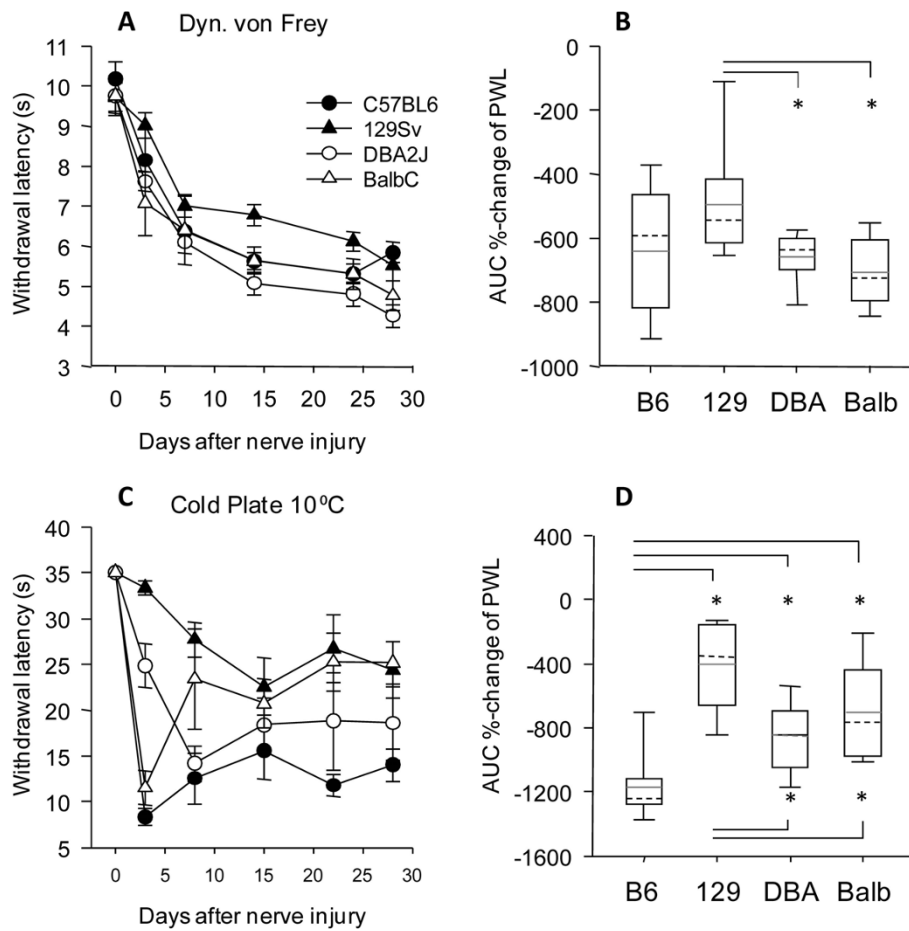 A
Dyn. von Frey
11
10
9
8
7
6
5
4
3
Withdrawal latency (s)
C57BL6
129Sv
DBA2J
BalbC
0 5 10 15 20 25 30
Days after nerve injury
B
0
-200
-400
-600
-800
-1000
AUC %-change of PWL
* *
B6 129 DBA Balb
C
Cold Plate 10⁰C
40
35
30
25
20
15
10
5
Withdrawal latency (s)
0 5 10 15 20 25 30
Days after nerve injury
D
400
0
-400
-800
-1200
-1600
AUC %-change of PWL
* * *
* *
B6 129 DBA Balb